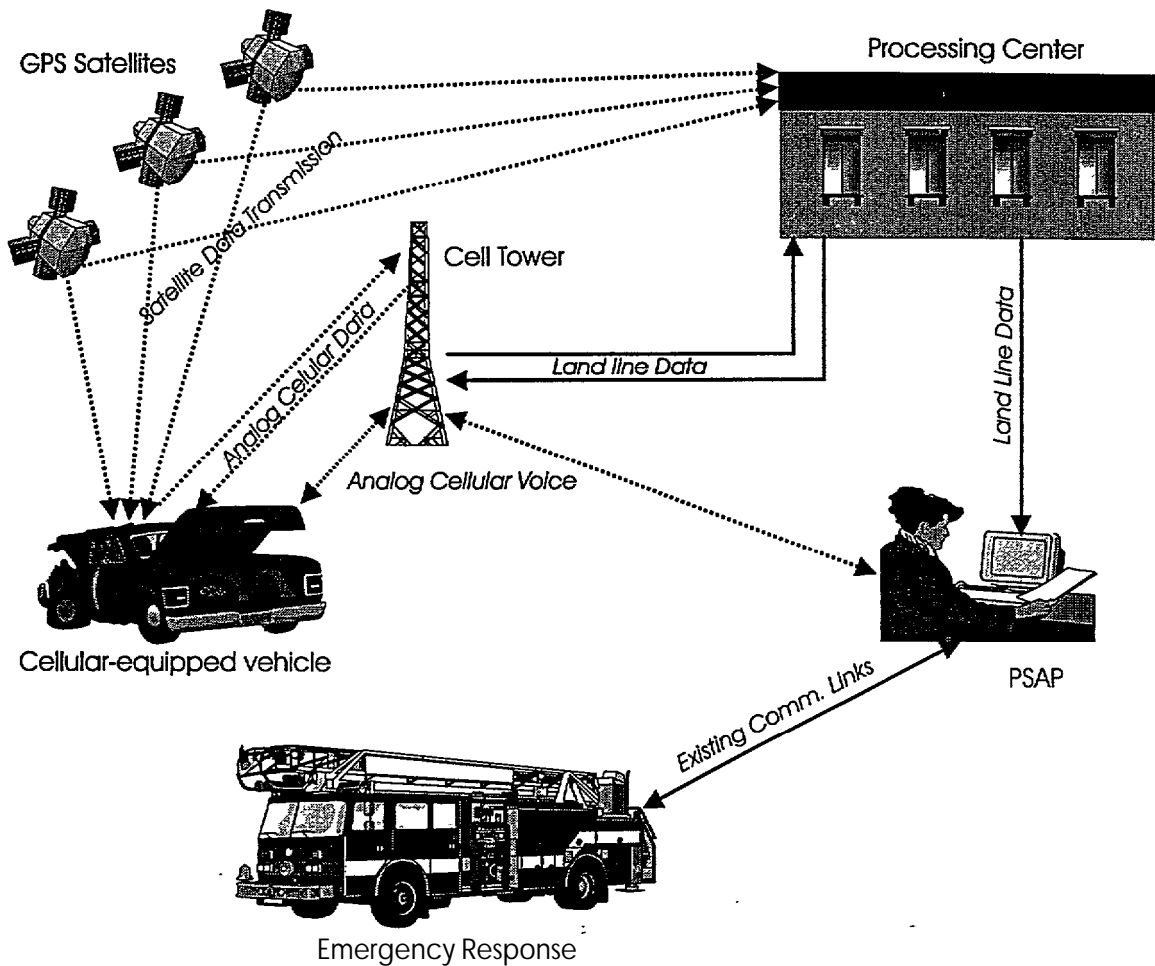 GPS Satellites
Processing Center
Satellite Data Transmission
Cell Tower
Analog Celular Data
Land line Data
Land Line Data
Analog Cellular Voice
Cellular-equipped vehicle
PSAP
Existing Comm. Links
Emergency Response